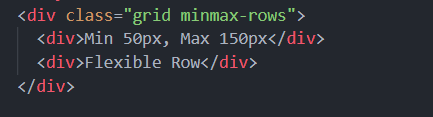 <div class="grid minmax-rows">
  <div>Min 50px, Max 150px</div>
  <div>Flexible Row</div>
</div>